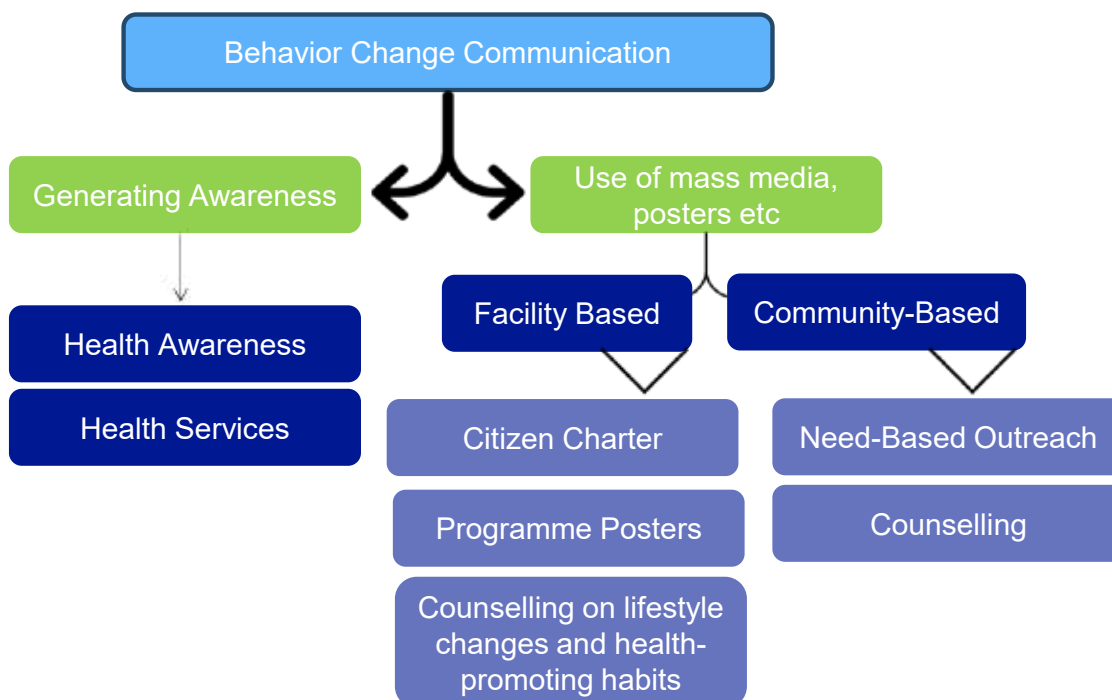 Behavior Change Communication
Generating Awareness
Use of mass media,
posters etc
Facility Based
Community-Based
Health Awareness
Health Services
Citizen Charter
Need-Based Outreach
Programme Posters
Counselling
Counselling on lifestyle
changes and health-
promoting habits